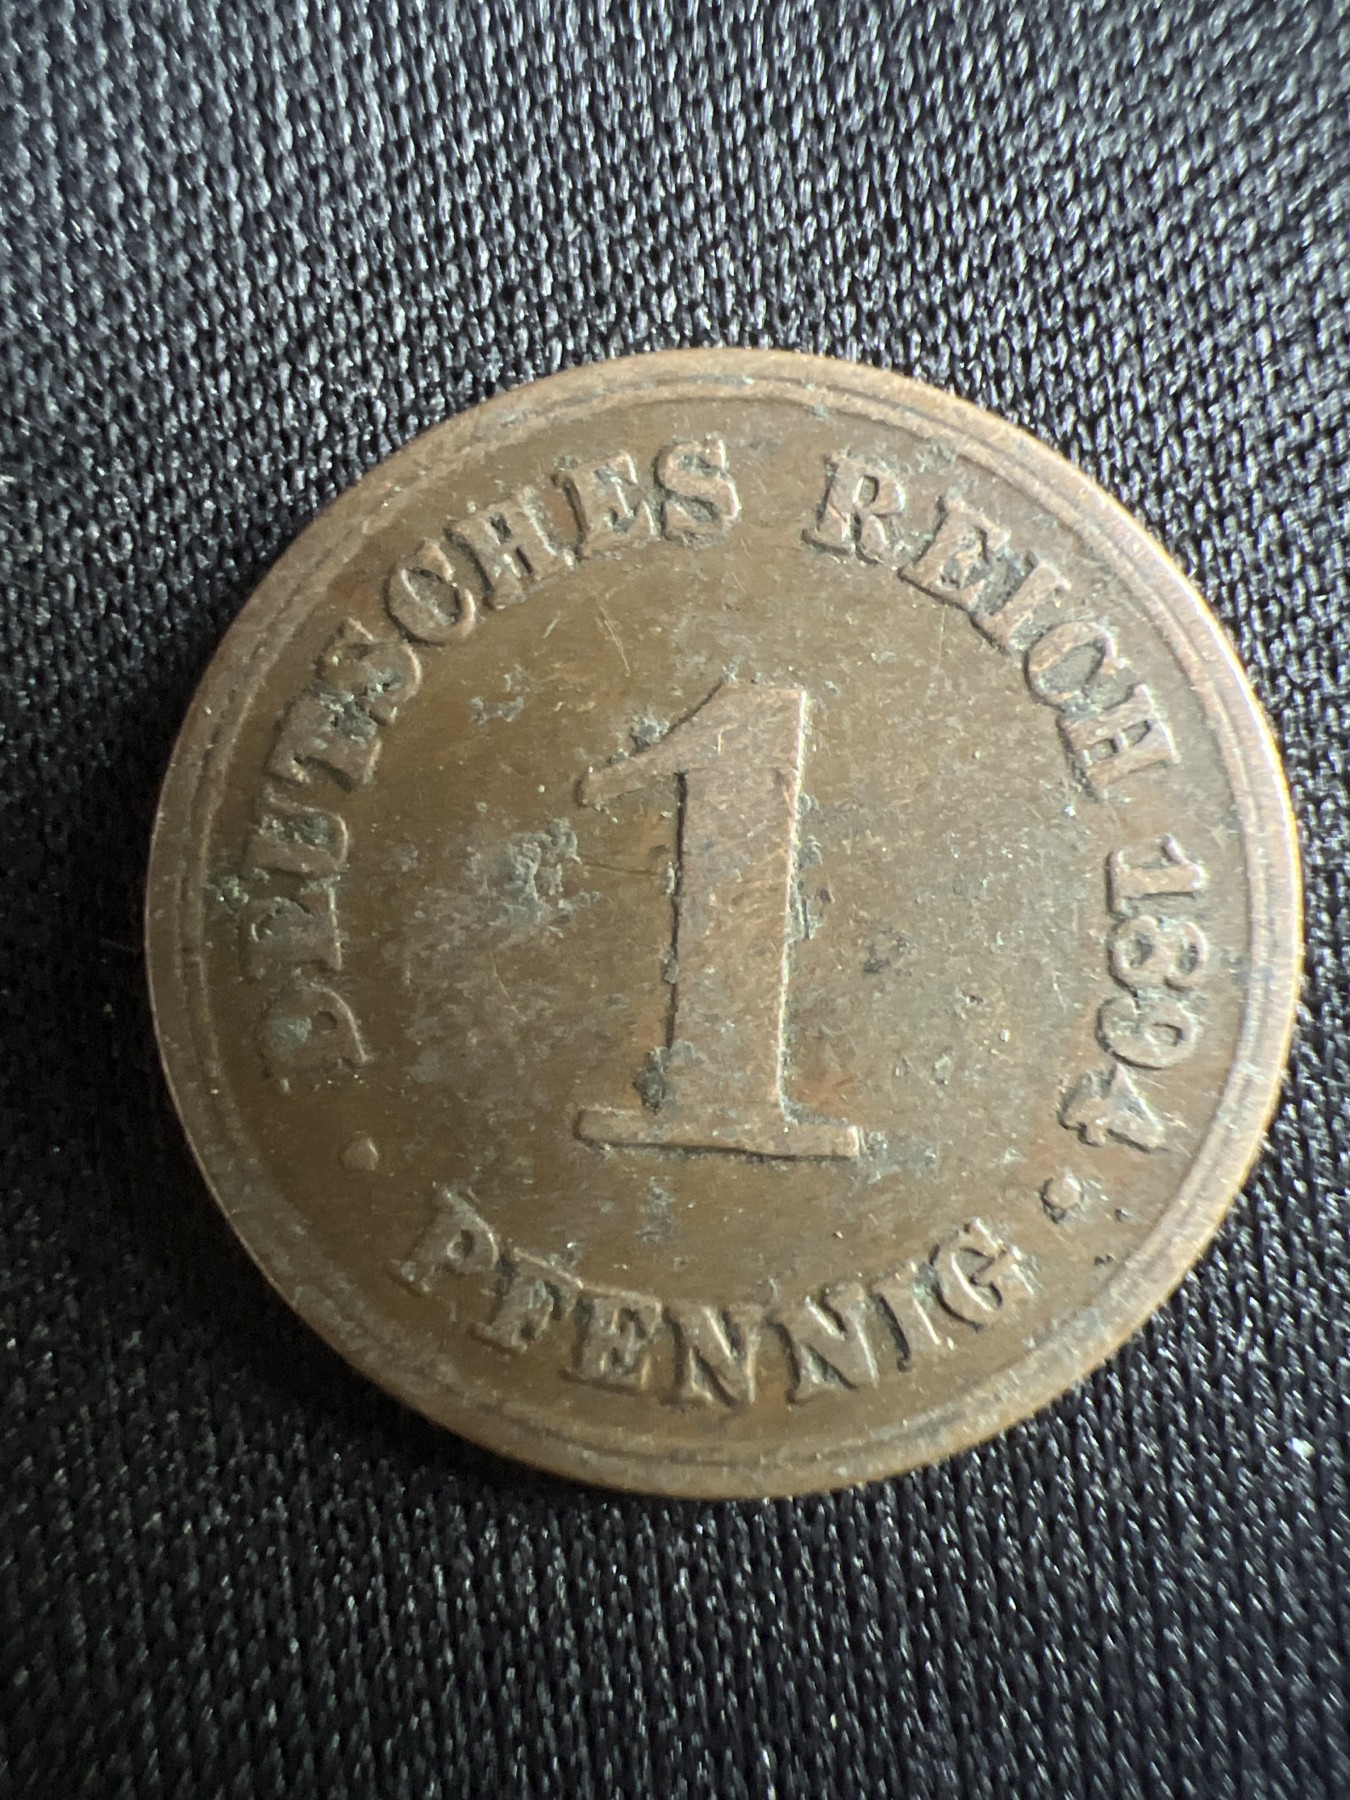 DEUTSCHES REICH 1894
1
• PFENNIG •